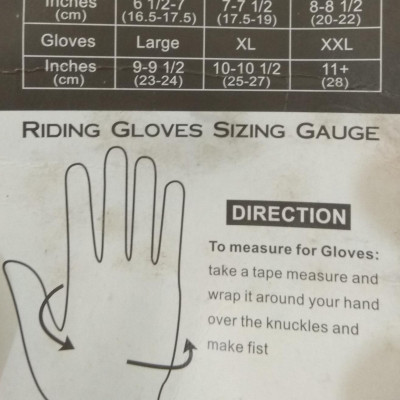 Inches 6 1/2-7 7-7 1/2 8-8 1/2
(cm) (16.5-17.5) (17.5-19) (20-22)
Gloves Large XL XXL
Inches 9-9 1/2 10-10 1/2 11+
(cm) (23-24) (25-27) (28)
RIDING GLOVES SIZING GAUGE
DIRECTION
To measure for Gloves:
take a tape measure and
wrap it around your hand
over the knuckles and
make fist